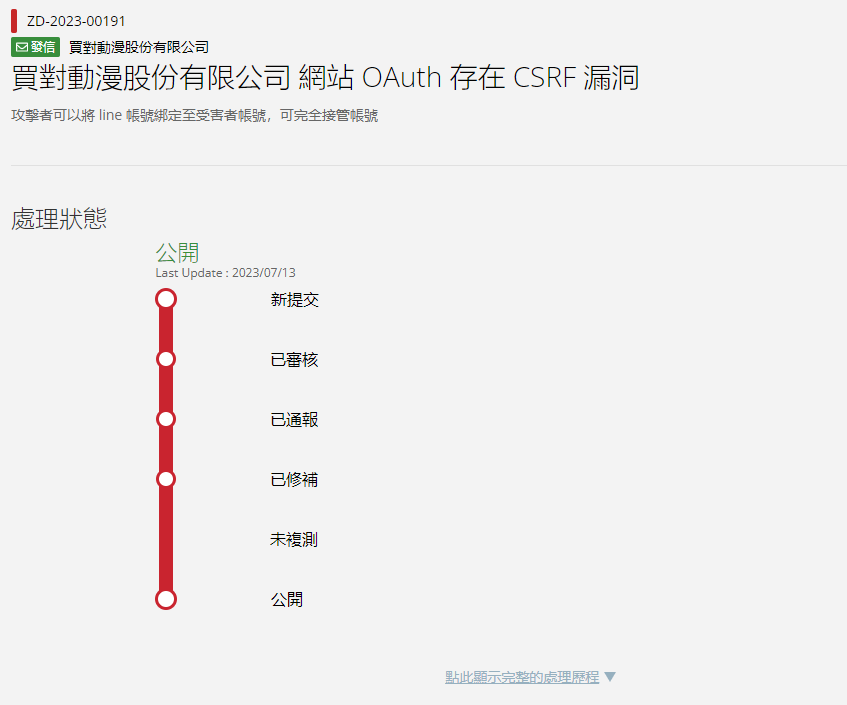 ZD-2023-00191
發信 買對動漫股份有限公司
買對動漫股份有限公司 網站 OAuth 存在 CSRF 漏洞
攻擊者可以將 line 帳號綁定至受害者帳號，可完全接管帳號
處理狀態
公開
Last Update : 2023/07/13
新提交
已審核
已通報
已修補
未複測
公開
點此顯示完整的處理歷程 ▼